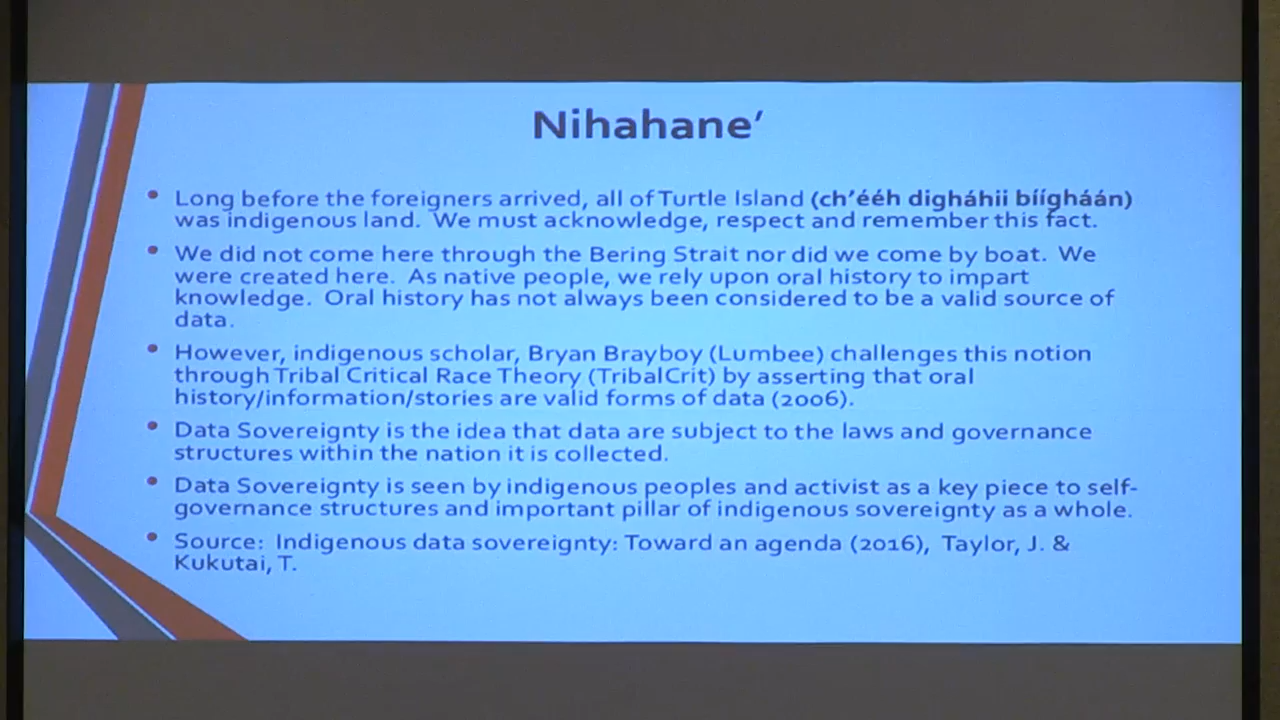 Nihahane’
• Long before the foreigners arrived, all of Turtle Island (ch’ééh digháhii bíígháán)
was indigenous land. We must acknowledge, respect and remember this fact.
• We did not come here through the Bering Strait nor did we come by boat. We
were created here. As native people, we rely upon oral history to impart
knowledge. Oral history has not always been considered to be a valid source of
data.
• However, indigenous scholar, Bryan Brayboy (Lumbee) challenges this notion
through Tribal Critical Race Theory (TribalCrit) by asserting that oral
history/information/stories are valid forms of data (2006).
• Data Sovereignty is the idea that data are subject to the laws and governance
structures within the nation it is collected.
• Data Sovereignty is seen by indigenous peoples and activist as a key piece to self-
governance structures and important pillar of indigenous sovereignty as a whole.
• Source: Indigenous data sovereignty: Toward an agenda (2016), Taylor, J. &
Kukutai, T.